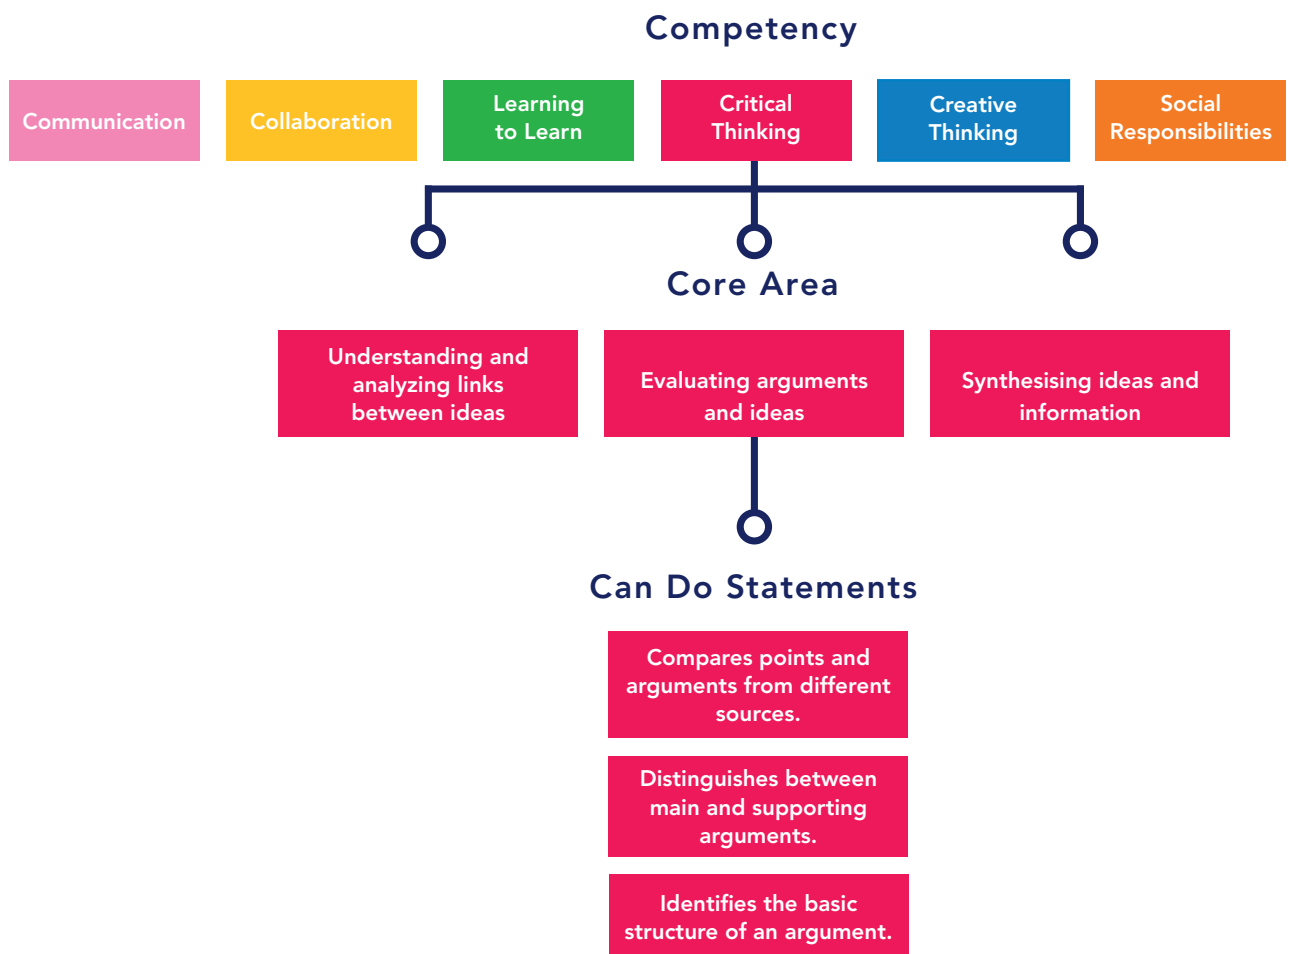 Competency
Communication
Collaboration
Learning
to Learn
Critical
Thinking
Creative
Thinking
Social
Responsibilities
Core Area
Understanding and
analyzing links
between ideas
Evaluating arguments
and ideas
Synthesising ideas and
information
Can Do Statements
Compares points and
arguments from different
sources.
Distinguishes between
main and supporting
arguments.
Identifies the basic
structure of an argument.